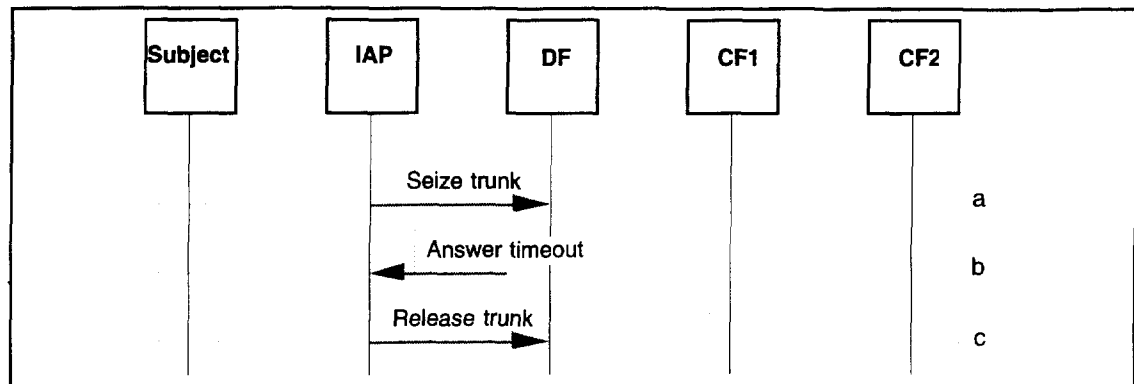 Subject IAP DF CF1 CF2
Seize trunk a
Answer timeout b
Release trunk c